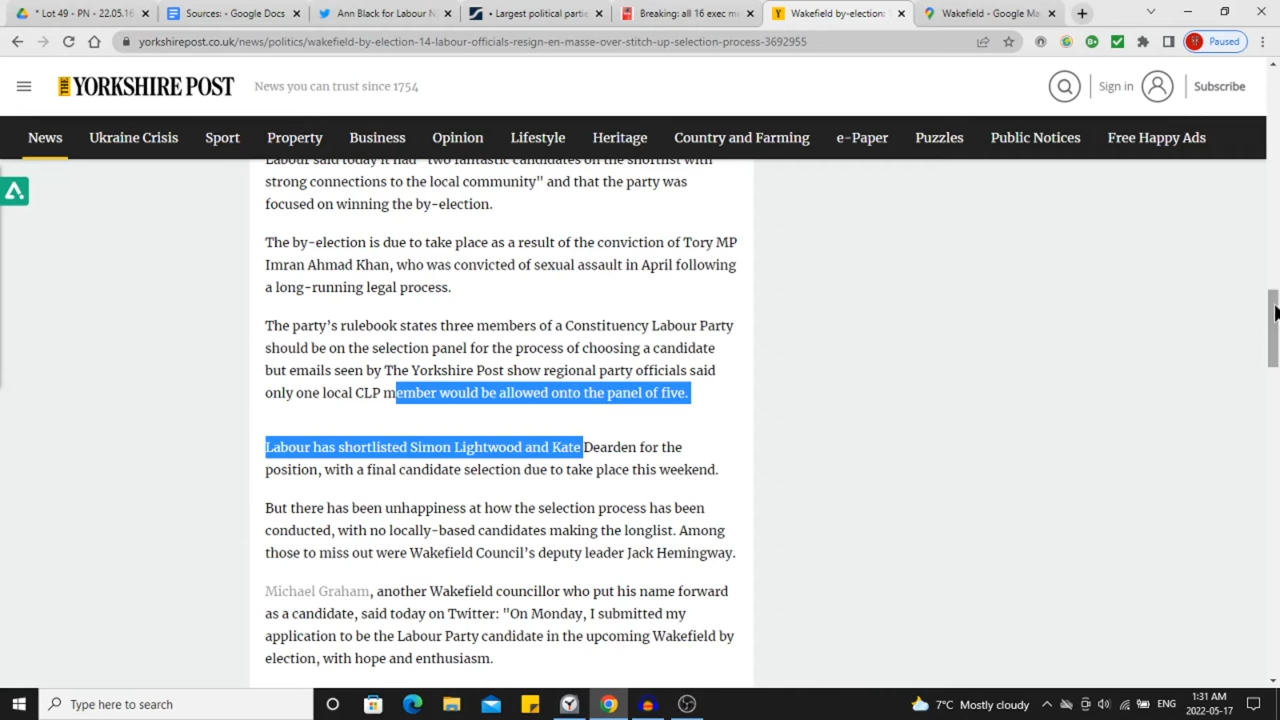 * Lot 49 - PN - 22.05.16
Sources: - Google Docs
Ann Black for Labour N
• Largest political partie
Breaking: all 16 exec m
Wakefield by-election:
Wakefield - Google Ma
yorkshirepost.co.uk/news/politics/wakefield-by-election-14-labour-officials-resign-en-masse-over-stitch-up-selection-process-3692955
Paused
THE YORKSHIRE POST
News you can trust since 1754
Sign in
Subscribe
News
Ukraine Crisis
Sport
Property
Business
Opinion
Lifestyle
Heritage
Country and Farming
e-Paper
Puzzles
Public Notices
Free Happy Ads
Labour said today it had "two fantastic candidates on the shortlist with
strong connections to the local community" and that the party was
focused on winning the by-election.
The by-election is due to take place as a result of the conviction of Tory MP
Imran Ahmad Khan, who was convicted of sexual assault in April following
a long-running legal process.
The party's rulebook states three members of a Constituency Labour Party
should be on the selection panel for the process of choosing a candidate
but emails seen by The Yorkshire Post show regional party officials said
only one local CLP member would be allowed onto the panel of five.
Labour has shortlisted Simon Lightwood and Kate Dearden for the
position, with a final candidate selection due to take place this weekend.
But there has been unhappiness at how the selection process has been
conducted, with no locally-based candidates making the longlist. Among
those to miss out were Wakefield Council's deputy leader Jack Hemingway.
Michael Graham, another Wakefield councillor who put his name forward
as a candidate, said today on Twitter: "On Monday, I submitted my
application to be the Labour Party candidate in the upcoming Wakefield by
election, with hope and enthusiasm.
Type here to search
7°C Mostly cloudy
ENG
1:31 AM
2022-05-17